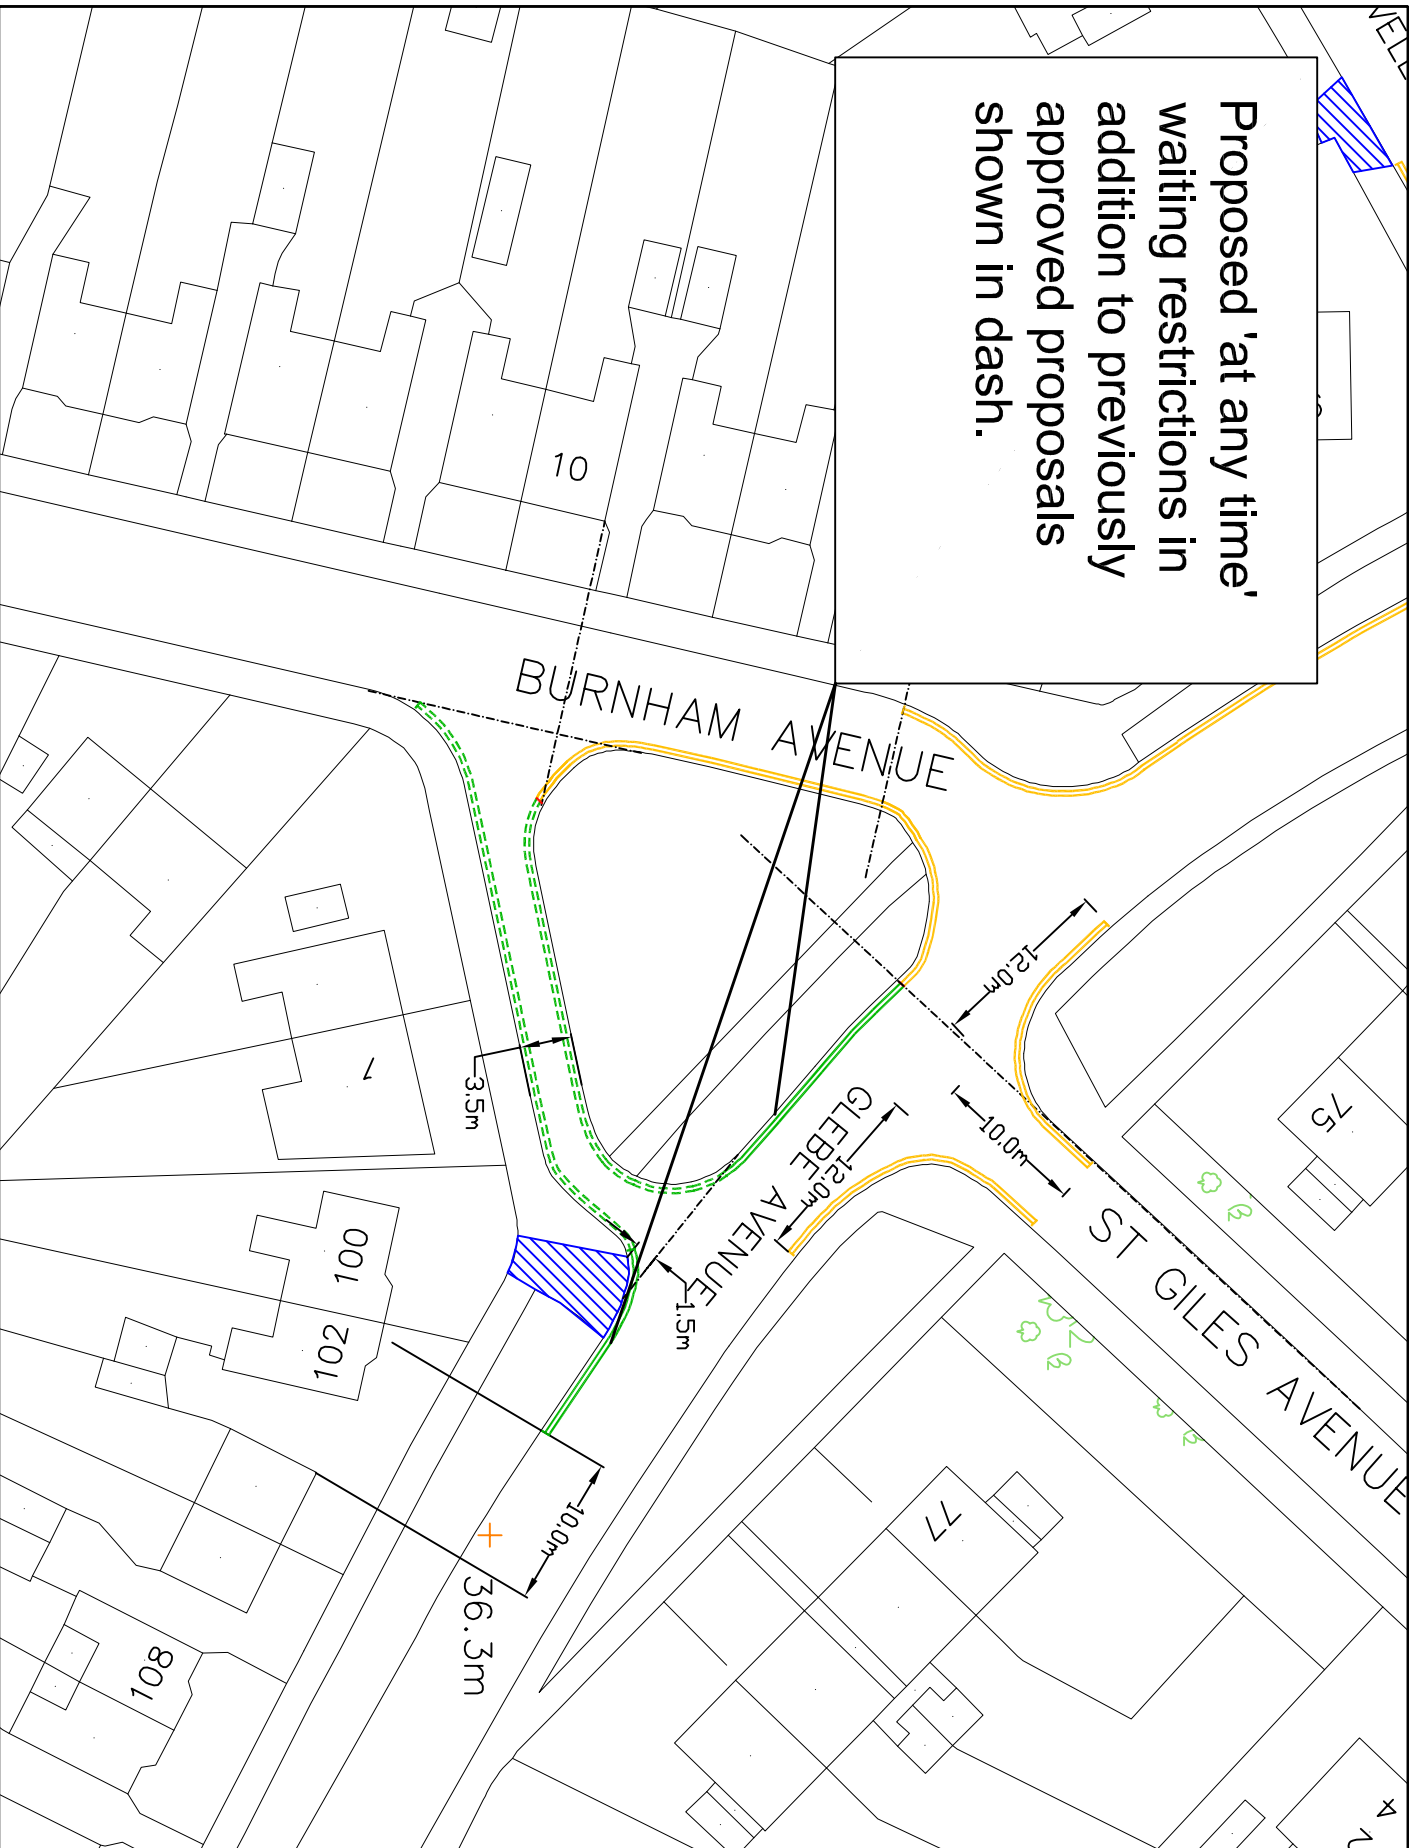 Proposed 'at any time'
waiting restrictions in
addition to previously
approved proposals
shown in dash.
BURNHAM AVENUE
GLEBE AVENUE
ST GILES AVENUE
10
1
100
102
108
75
77
12.0m
10.0m
12.0m
3.5m
1.5m
10.0m
36.3m